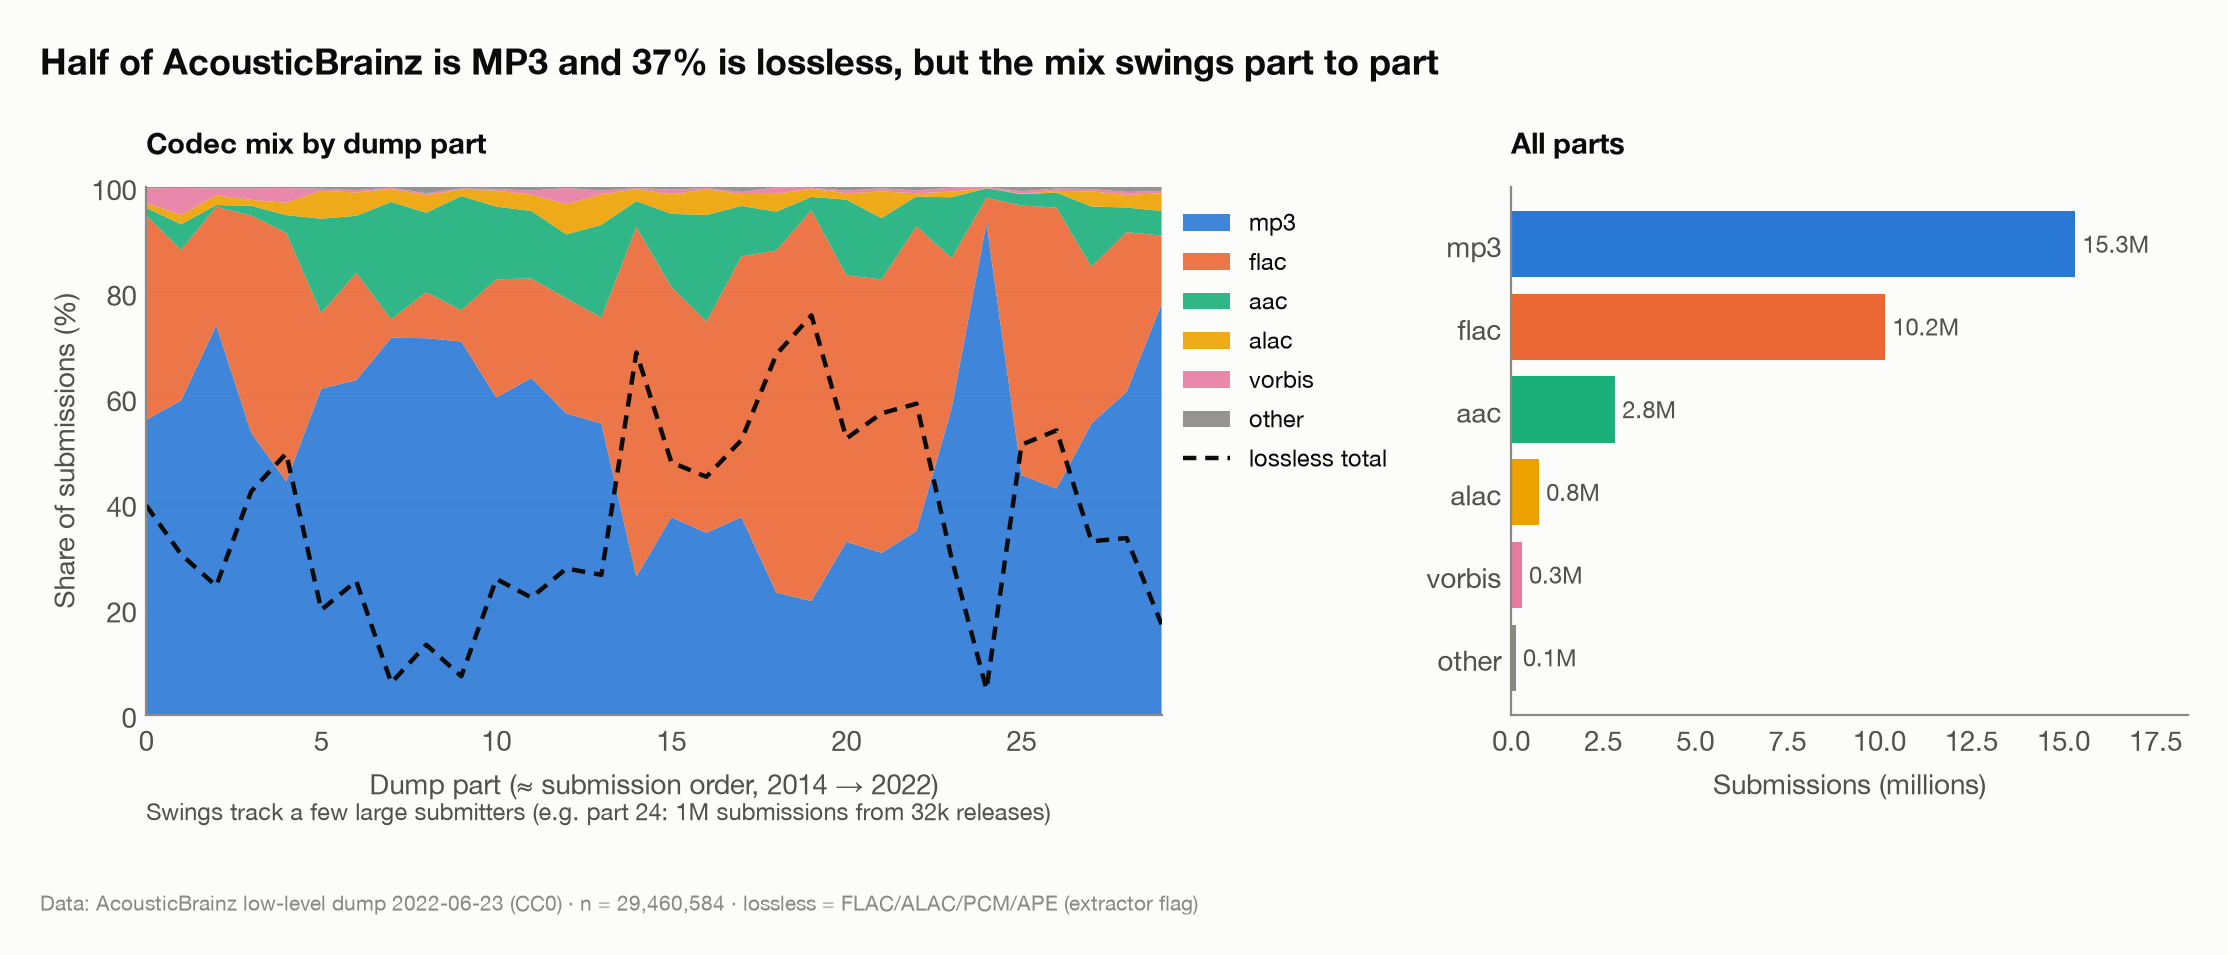 Half of AcousticBrainz is MP3 and 37% is lossless, but the mix swings part to part
Codec mix by dump part
100
80
60
40
20
0
Share of submissions (%)
0 5 10 15 20 25
Dump part (≈ submission order, 2014 → 2022)
Swings track a few large submitters (e.g. part 24: 1M submissions from 32k releases)
mp3
flac
aac
alac
vorbis
other
lossless total
All parts
mp3 15.3M
flac 10.2M
aac 2.8M
alac 0.8M
vorbis 0.3M
other 0.1M
0.0 2.5 5.0 7.5 10.0 12.5 15.0 17.5
Submissions (millions)
Data: AcousticBrainz low-level dump 2022-06-23 (CC0) · n = 29,460,584 · lossless = FLAC/ALAC/PCM/APE (extractor flag)